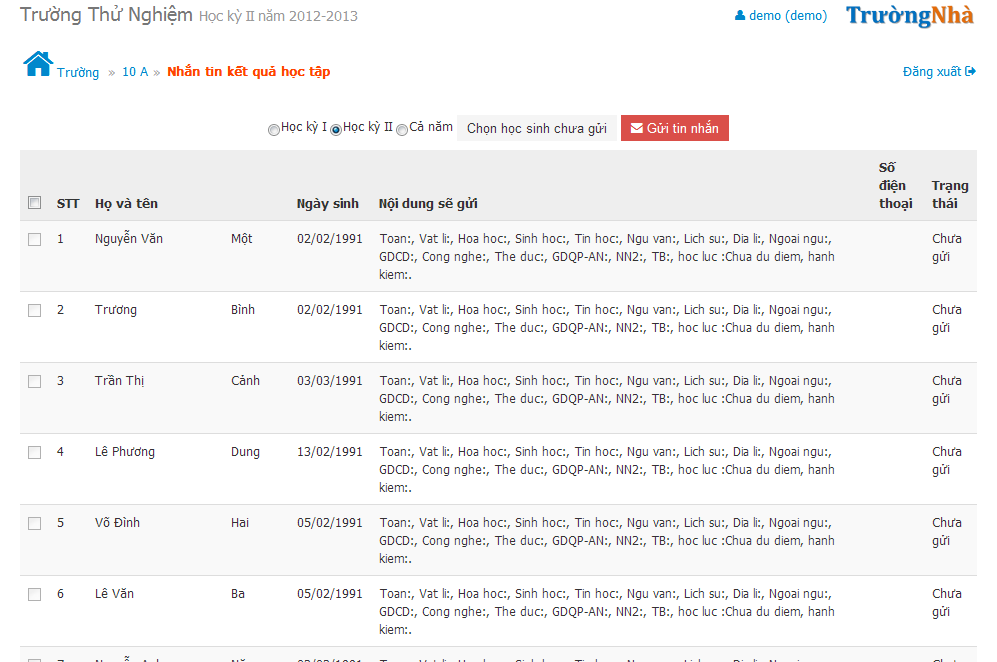 Trường Thử Nghiệm Học kỳ II năm 2012-2013
demo (demo) TrườngNhà
Trường » 10 A » Nhắn tin kết quả học tập
Đăng xuất
Học kỳ I Học kỳ II Cả năm Chọn học sinh chưa gửi Gửi tin nhắn
STT Họ và tên Ngày sinh Nội dung sẽ gửi Số điện thoại Trạng thái
1 Nguyễn Văn Một 02/02/1991 Toan:, Vat li:, Hoa hoc:, Sinh hoc:, Tin hoc:, Ngu van:, Lich su:, Dia li:, Ngoai ngu:, Chưa
GDCD:, Cong nghe:, The duc:, GDQP-AN:, NN2:, TB:, hoc luc :Chua du diem, hanh gửi
kiem:.
2 Trương Bình 02/02/1991 Toan:, Vat li:, Hoa hoc:, Sinh hoc:, Tin hoc:, Ngu van:, Lich su:, Dia li:, Ngoai ngu:, Chưa
GDCD:, Cong nghe:, The duc:, GDQP-AN:, NN2:, TB:, hoc luc :Chua du diem, hanh gửi
kiem:.
3 Trần Thị Cảnh 03/03/1991 Toan:, Vat li:, Hoa hoc:, Sinh hoc:, Tin hoc:, Ngu van:, Lich su:, Dia li:, Ngoai ngu:, Chưa
GDCD:, Cong nghe:, The duc:, GDQP-AN:, NN2:, TB:, hoc luc :Chua du diem, hanh gửi
kiem:.
4 Lê Phương Dung 13/02/1991 Toan:, Vat li:, Hoa hoc:, Sinh hoc:, Tin hoc:, Ngu van:, Lich su:, Dia li:, Ngoai ngu:, Chưa
GDCD:, Cong nghe:, The duc:, GDQP-AN:, NN2:, TB:, hoc luc :Chua du diem, hanh gửi
kiem:.
5 Võ Đình Hai 05/02/1991 Toan:, Vat li:, Hoa hoc:, Sinh hoc:, Tin hoc:, Ngu van:, Lich su:, Dia li:, Ngoai ngu:, Chưa
GDCD:, Cong nghe:, The duc:, GDQP-AN:, NN2:, TB:, hoc luc :Chua du diem, hanh gửi
kiem:.
6 Lê Văn Ba 05/02/1991 Toan:, Vat li:, Hoa hoc:, Sinh hoc:, Tin hoc:, Ngu van:, Lich su:, Dia li:, Ngoai ngu:, Chưa
GDCD:, Cong nghe:, The duc:, GDQP-AN:, NN2:, TB:, hoc luc :Chua du diem, hanh gửi
kiem:.